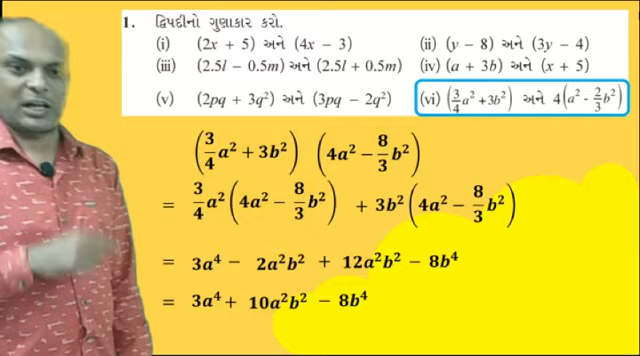 1. દ્વિપદીનો ગુણાકાર કરો.
(i) (2x + 5) અને (4x − 3) (ii) (y − 8) અને (3y − 4)
(iii) (2.5l − 0.5m) અને (2.5l + 0.5m) (iv) (a + 3b) અને (x + 5)
(v) (2pq + 3q²) અને (3pq − 2q²) (vi) (3/4 a² + 3b²) અને 4(a² - 2/3 b²)
(3/4 a² + 3b²) (4a² − 8/3 b²)
= 3/4 a² (4a² − 8/3 b²) + 3b² (4a² − 8/3 b²)
= 3a⁴ − 2a²b² + 12a²b² − 8b⁴
= 3a⁴ + 10a²b² − 8b⁴